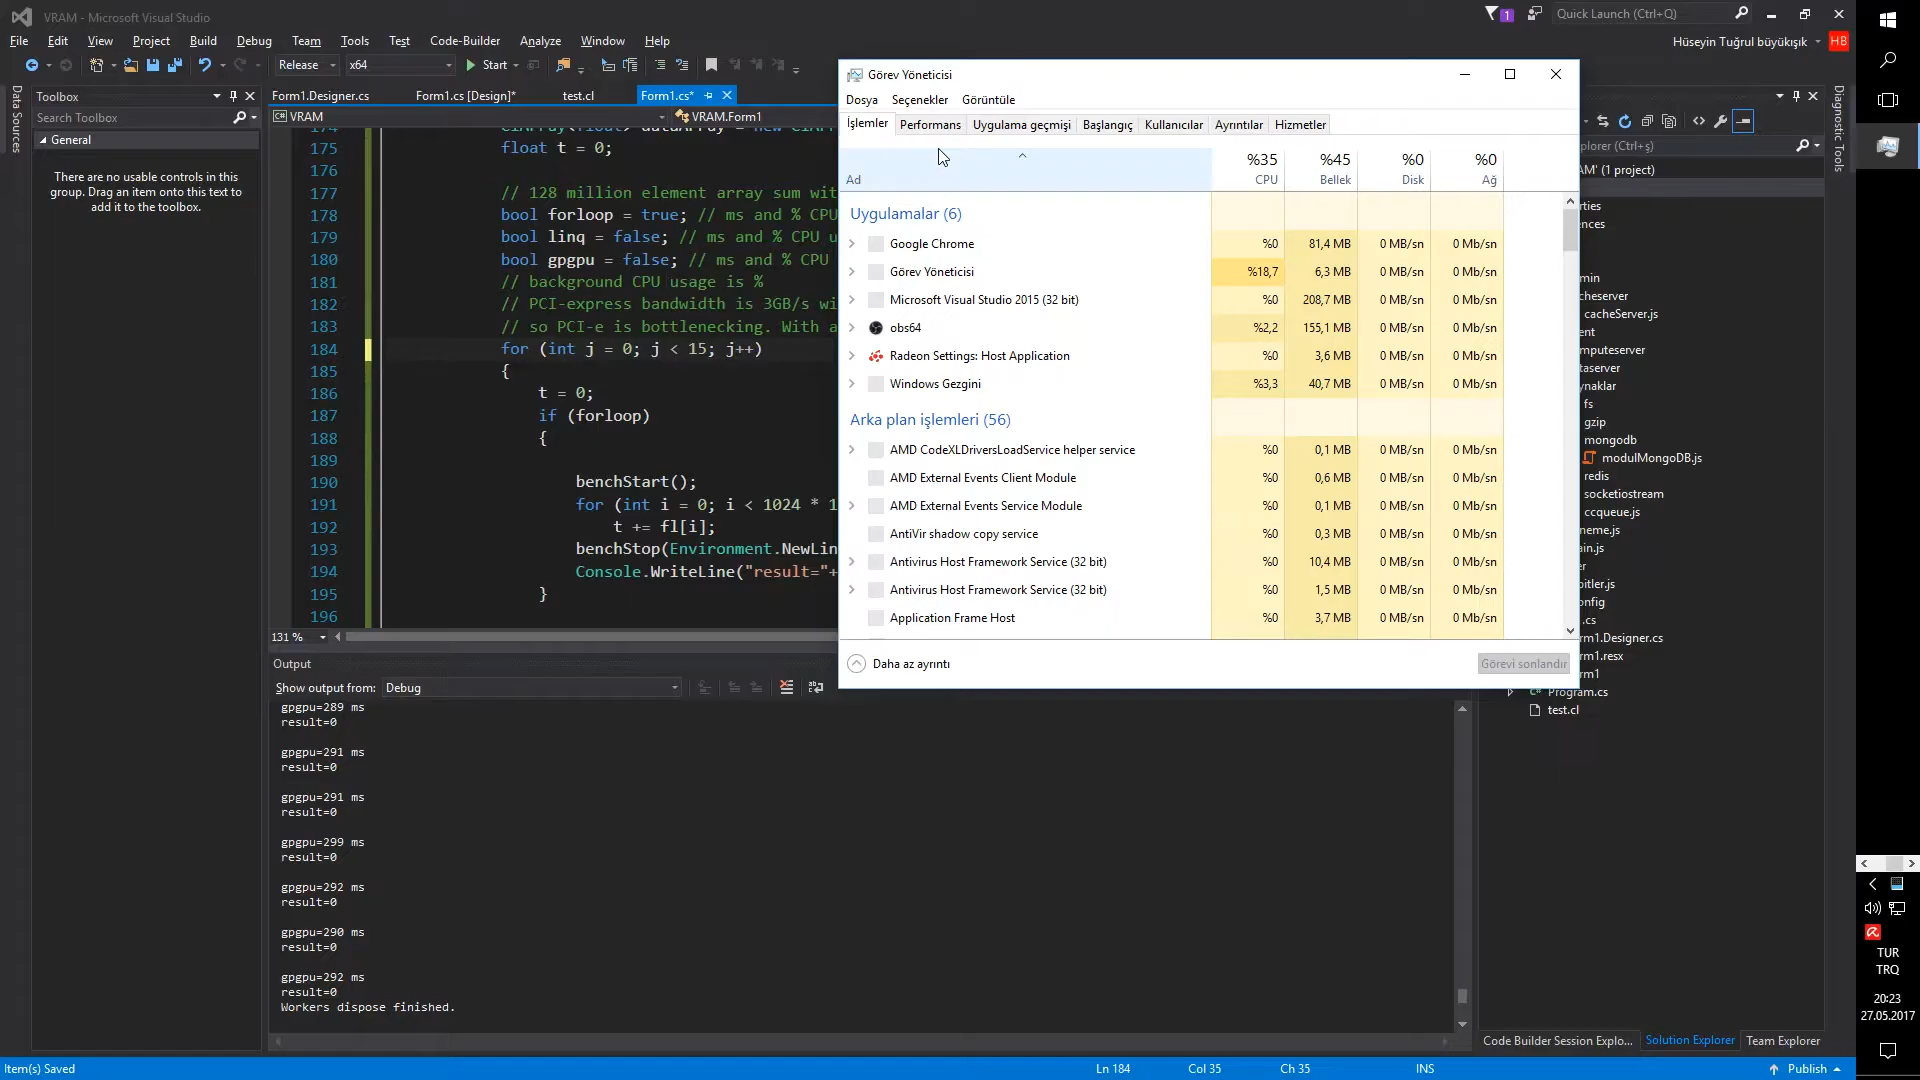 VRAM - Microsoft Visual Studio
1
Quick Launch (Ctrl+Q)
File Edit View Project Build Debug Team Tools Test Code-Builder Analyze Window Help
Hüseyin Tuğrul büyükışık
HB
Release
x64
Start
Data Sources
Toolbox
Search Toolbox
General
There are no usable controls in this
group. Drag an item onto this text to
add it to the toolbox.
Form1.Designer.cs
Form1.cs [Design]*
test.cl
Form1.cs*
VRAM
VRAM.Form1
175 float t = 0;
176
177 // 128 million element array sum wit
178 bool forloop = true; // ms and % CPU
179 bool linq = false; // ms and % CPU u
180 bool gpgpu = false; // ms and % CPU
181 // background CPU usage is %
182 // PCI-express bandwidth is 3GB/s wi
183 // so PCI-e is bottlenecking. With a
184 for (int j = 0; j < 15; j++)
185 {
186 t = 0;
187 if (forloop)
188 {
189
190 benchStart();
191 for (int i = 0; i < 1024 * 1
192 t += fl[i];
193 benchStop(Environment.NewLin
194 Console.WriteLine("result="+
195 }
196
131 %
Output
Show output from: Debug
gpgpu=289 ms
result=0
gpgpu=291 ms
result=0
gpgpu=291 ms
result=0
gpgpu=299 ms
result=0
gpgpu=292 ms
result=0
gpgpu=290 ms
result=0
gpgpu=292 ms
result=0
Workers dispose finished.
Görev Yöneticisi
Dosya Seçenekler Görüntüle
İşlemler Performans Uygulama geçmişi Başlangıç Kullanıcılar Ayrıntılar Hizmetler
%35 %45 %0 %0
Ad CPU Bellek Disk Ağ
Uygulamalar (6)
Google Chrome %0 81,4 MB 0 MB/sn 0 Mb/sn
Görev Yöneticisi %18,7 6,3 MB 0 MB/sn 0 Mb/sn
Microsoft Visual Studio 2015 (32 bit) %0 208,7 MB 0 MB/sn 0 Mb/sn
obs64 %2,2 155,1 MB 0 MB/sn 0 Mb/sn
Radeon Settings: Host Application %0 3,6 MB 0 MB/sn 0 Mb/sn
Windows Gezgini %3,3 40,7 MB 0 MB/sn 0 Mb/sn
Arka plan işlemleri (56)
AMD CodeXLDriversLoadService helper service %0 0,1 MB 0 MB/sn 0 Mb/sn
AMD External Events Client Module %0 0,6 MB 0 MB/sn 0 Mb/sn
AMD External Events Service Module %0 0,1 MB 0 MB/sn 0 Mb/sn
AntiVir shadow copy service %0 0,3 MB 0 MB/sn 0 Mb/sn
Antivirus Host Framework Service (32 bit) %0 10,4 MB 0 MB/sn 0 Mb/sn
Antivirus Host Framework Service (32 bit) %0 1,5 MB 0 MB/sn 0 Mb/sn
Application Frame Host %0 3,7 MB 0 MB/sn 0 Mb/sn
Daha az ayrıntı
Görevi sonlandır
plorer (Ctrl+ş)
AM' (1 project)
rties
ences
min
cheserver
cacheServer.js
ent
mputeserver
taserver
ynaklar
fs
gzip
mongodb
modulMongoDB.js
redis
socketiostream
ccqueue.js
neme.js
ain.js
er
bitler.js
onfig
.cs
rm1.Designer.cs
rm1.resx
rm1
C# Program.cs
test.cl
Diagnostic Tools
Code Builder Session Explo...
Solution Explorer
Team Explorer
TUR
TRQ
20:23
27.05.2017
Item(s) Saved
Ln 184
Col 35
Ch 35
INS
Publish